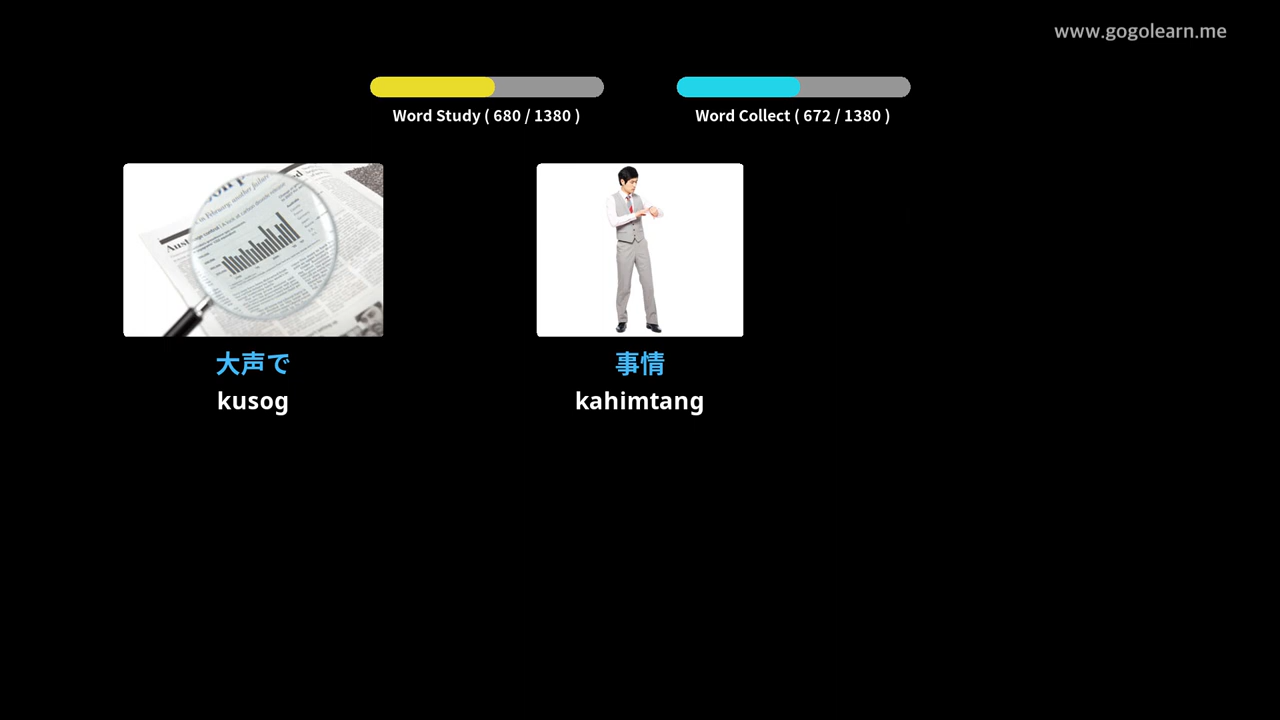 www.gogolearn.me
Word Study ( 680 / 1380 )
Word Collect ( 672 / 1380 )
大声で
kusog
事情
kahimtang